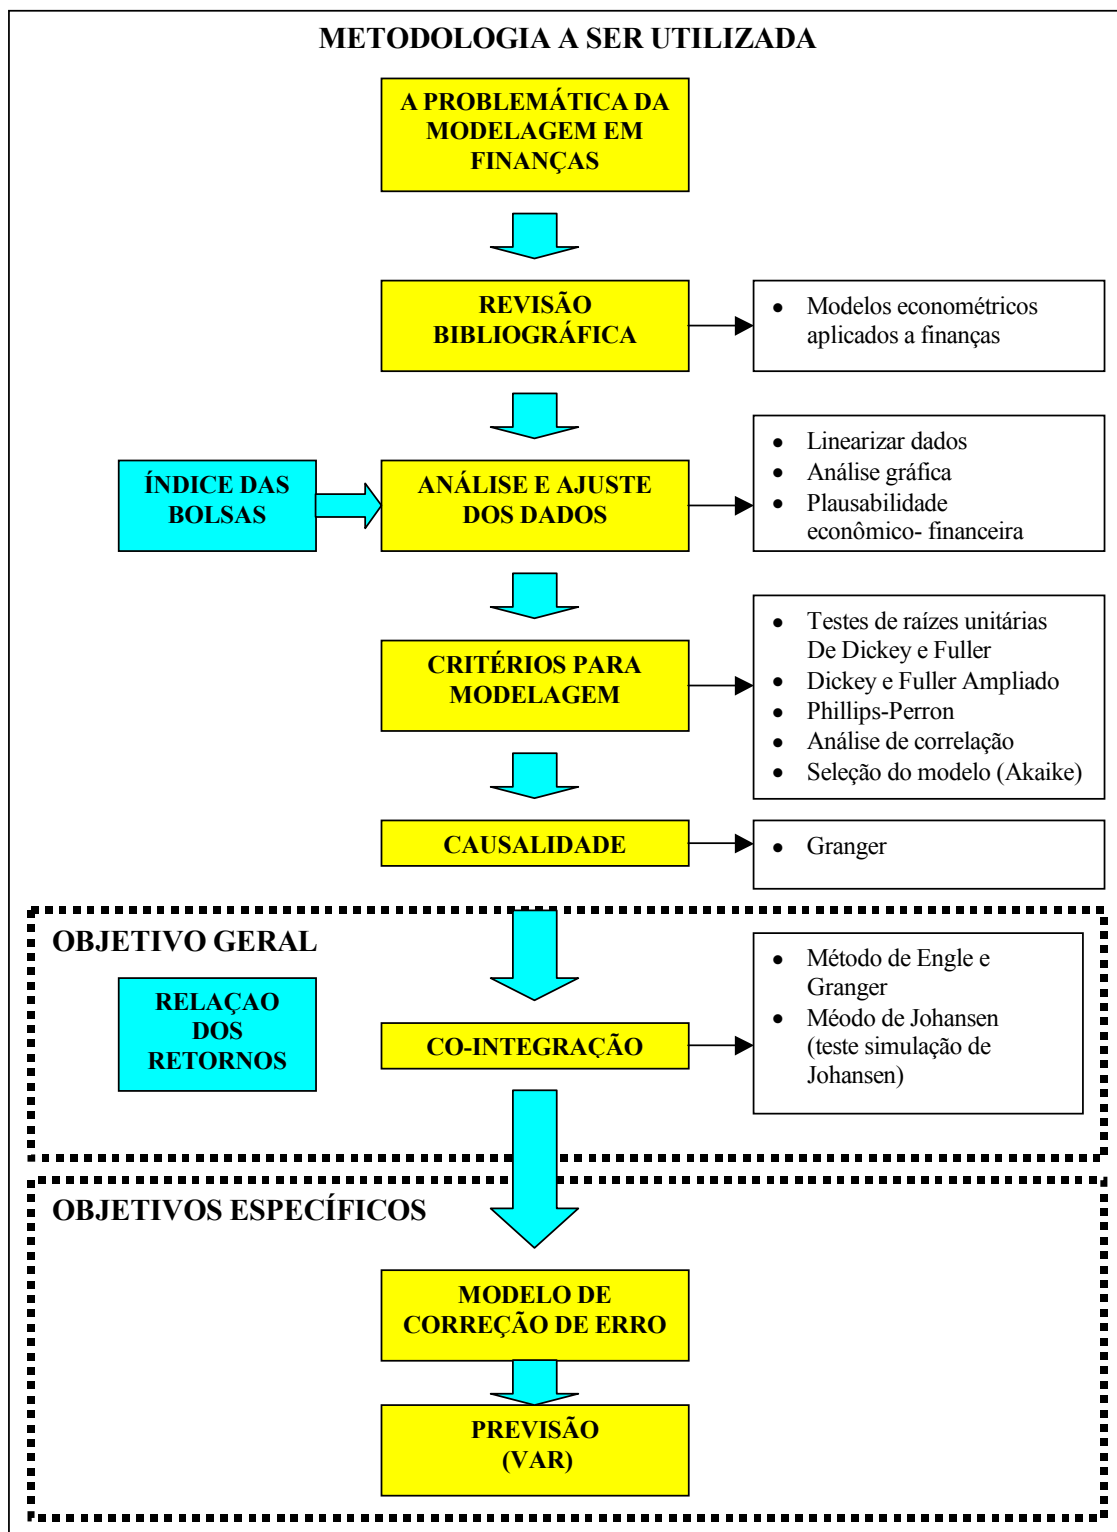 METODOLOGIA A SER UTILIZADA
A PROBLEMÁTICA DA
MODELAGEM EM
FINANÇAS
REVISÃO
BIBLIOGRÁFICA
• Modelos econométricos
aplicados a finanças
ÍNDICE DAS
BOLSAS
ANÁLISE E AJUSTE
DOS DADOS
• Linearizar dados
• Análise gráfica
• Plausabilidade
econômico- financeira
CRITÉRIOS PARA
MODELAGEM
• Testes de raízes unitárias
De Dickey e Fuller
• Dickey e Fuller Ampliado
• Phillips-Perron
• Análise de correlação
• Seleção do modelo (Akaike)
CAUSALIDADE
• Granger
OBJETIVO GERAL
RELAÇAO
DOS
RETORNOS
CO-INTEGRAÇÃO
• Método de Engle e
Granger
• Méodo de Johansen
(teste simulação de
Johansen)
OBJETIVOS ESPECÍFICOS
MODELO DE
CORREÇÃO DE ERRO
PREVISÃO
(VAR)